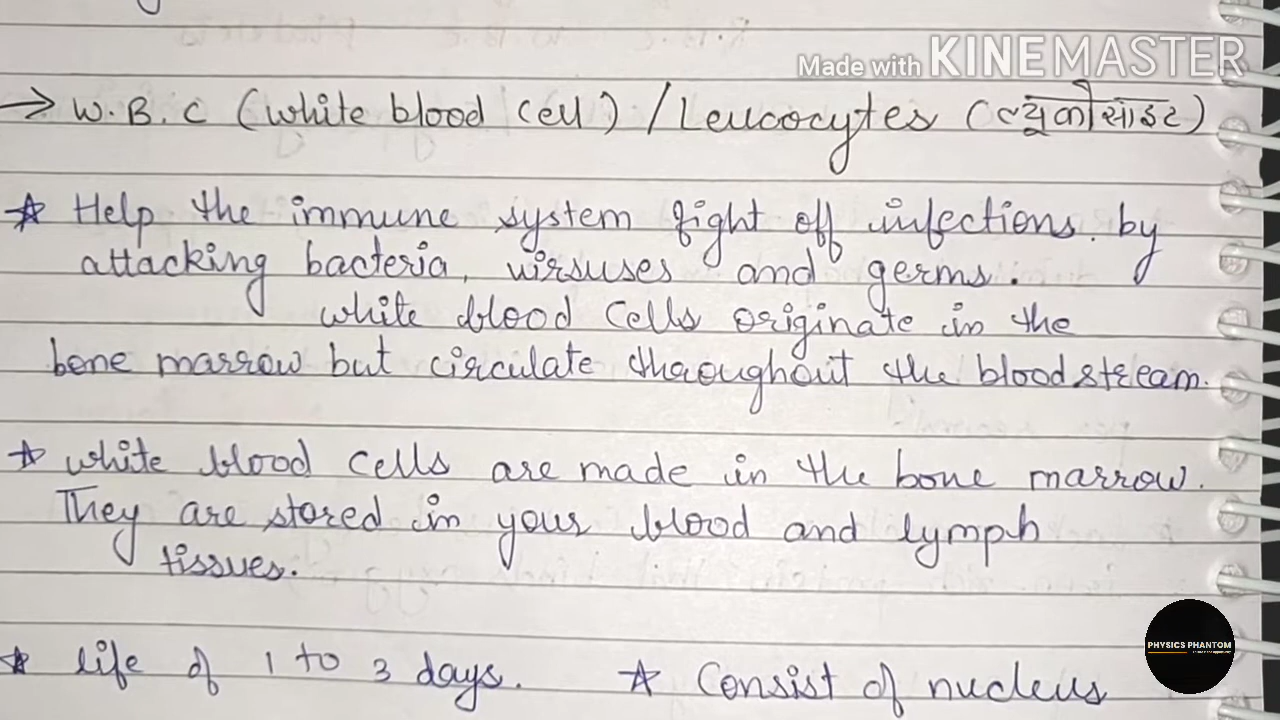 Made with KINEMASTER
→ W.B.C (White blood cell) / Leucocytes (ल्यूकोसाइट)
☆ Help the immune system fight off infections. by
attacking bacteria, virsuses and germs.
white blood cells originate in the
bone marrow but circulate throughout the bloodstream.
☆ white blood cells are made in the bone marrow.
They are stored in your blood and lymph
tissues.
☆ life of 1 to 3 days. ☆ Consist of nucleus
PHYSICS PHANTOM